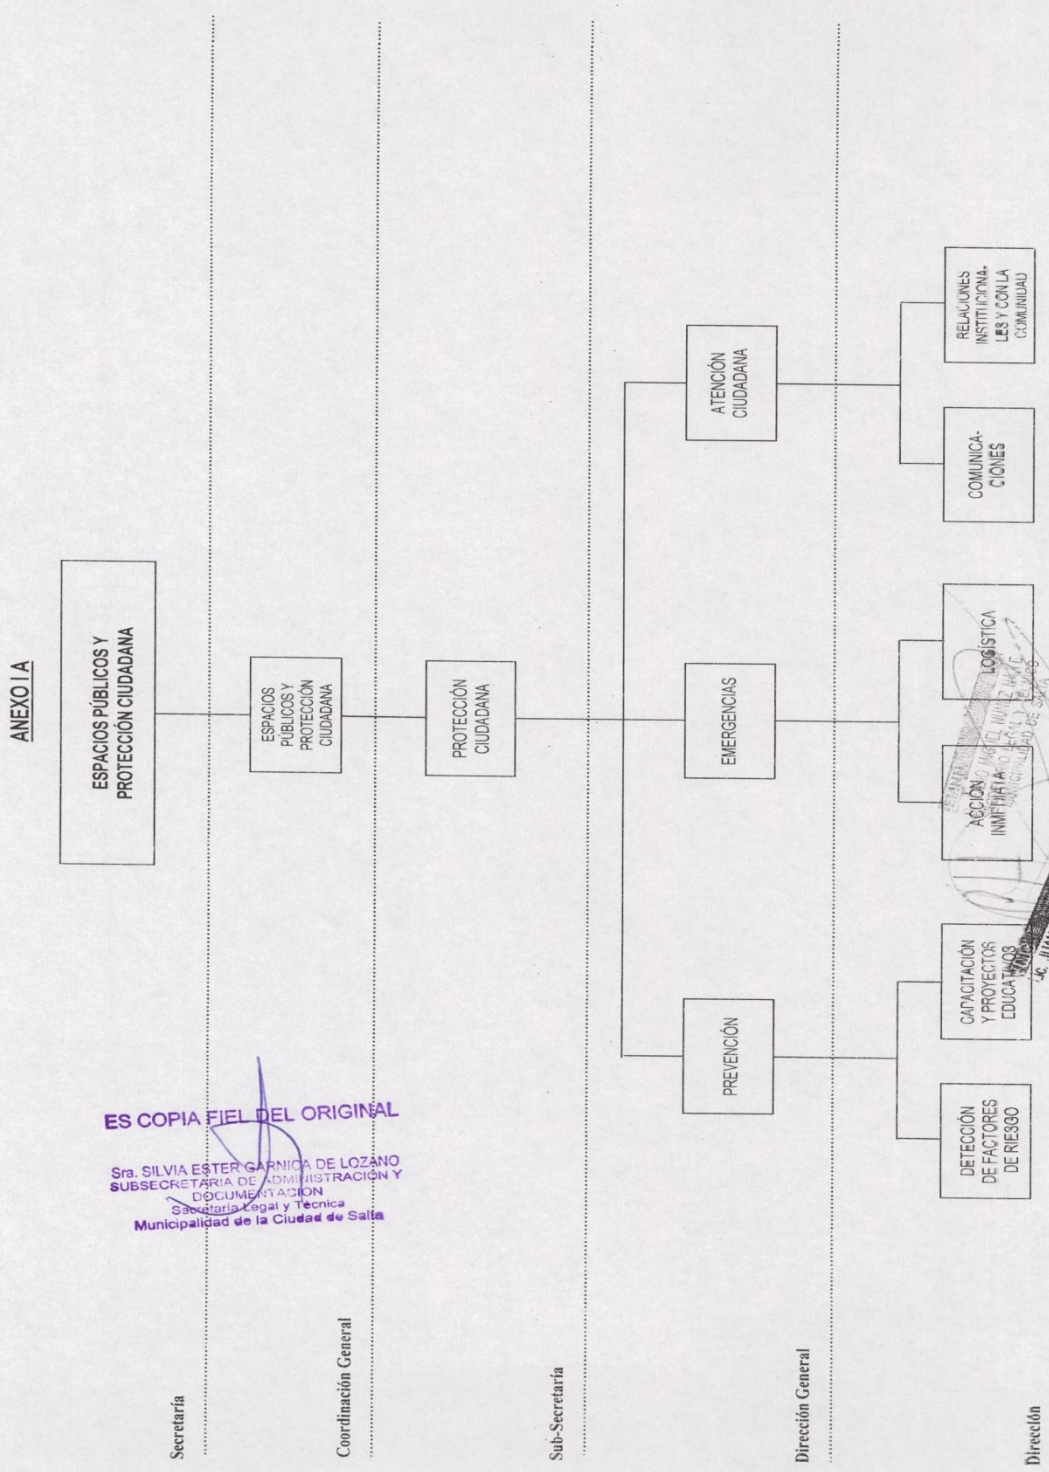 ANEXO I A
ESPACIOS PÚBLICOS Y
PROTECCIÓN CIUDADANA
Secretaría
ESPACIOS
PÚBLICOS Y
PROTECCIÓN
CIUDADANA
Coordinación General
PROTECCIÓN
CIUDADANA
Sub-Secretaría
PREVENCIÓN
EMERGENCIAS
ATENCIÓN
CIUDADANA
Dirección General
DETECCIÓN
DE FACTORES
DE RIESGO
CAPACITACIÓN
Y PROYECTOS
EDUCATIVOS
ACCIÓN
INMEDIATA
LOGÍSTICA
COMUNICA-
CIONES
RELACIONES
INSTITUCIONA-
LES Y CON LA
COMUNIDAD
Dirección
ES COPIA FIEL DEL ORIGINAL
Sra. SILVIA ESTER GARNICA DE LOZANO
SUBSECRETARIA DE ADMINISTRACIÓN Y
DOCUMENTACIÓN
Secretaría Legal y Técnica
Municipalidad de la Ciudad de Salta